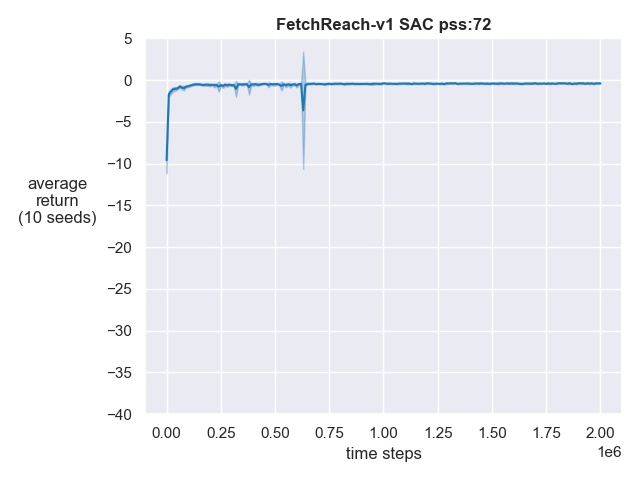 FetchReach-v1 SAC pss:72
5
0
−5
−10
−15
−20
−25
−30
−35
−40
average
return
(10 seeds)
0.00 0.25 0.50 0.75 1.00 1.25 1.50 1.75 2.00
time steps
1e6